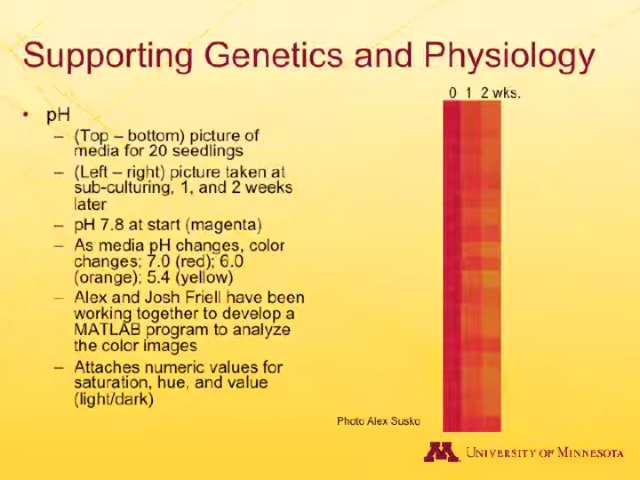 Supporting Genetics and Physiology
0 1 2 wks.
• pH
– (Top – bottom) picture of
media for 20 seedlings
– (Left – right) picture taken at
sub-culturing, 1, and 2 weeks
later
– pH 7.8 at start (magenta)
– As media pH changes, color
changes; 7.0 (red); 6.0
(orange); 5.4 (yellow)
– Alex and Josh Friell have been
working together to develop a
MATLAB program to analyze
the color images
– Attaches numeric values for
saturation, hue, and value
(light/dark)
Photo Alex Susko
M University of Minnesota